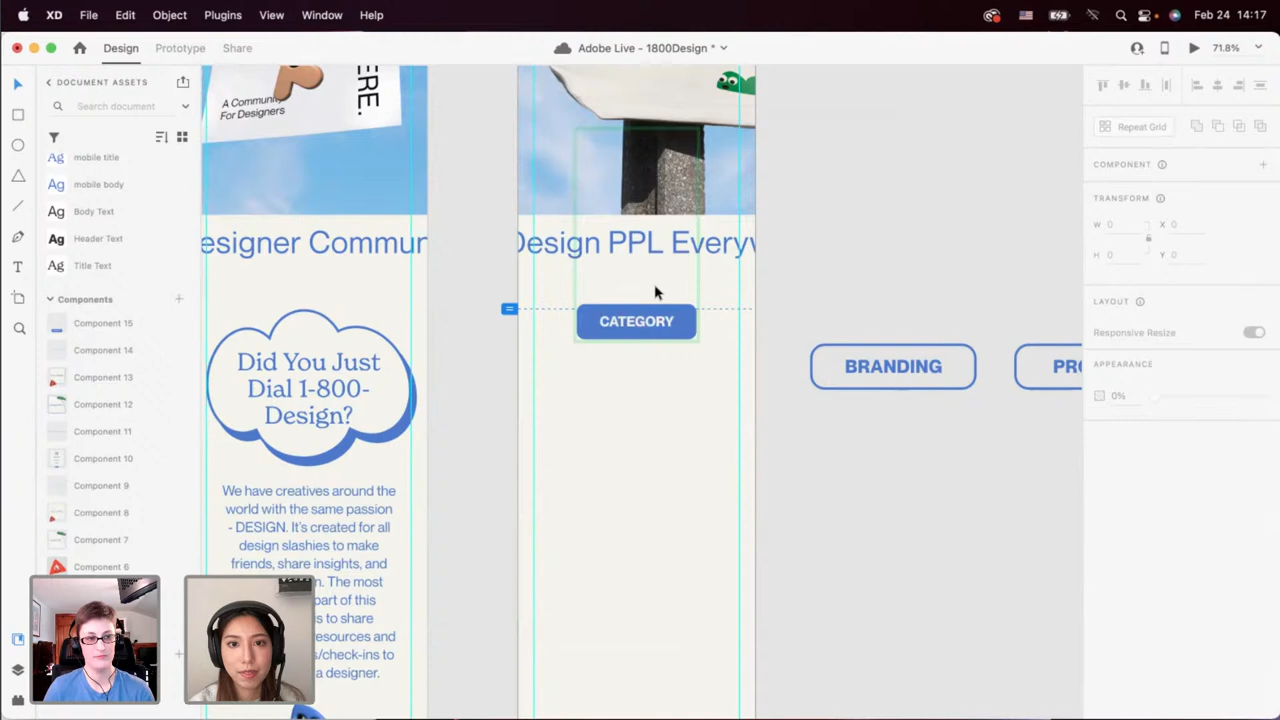 XD File Edit Object Plugins View Window Help
Feb 24 14:17
Design Prototype Share
Adobe Live - 1800Design *
71.8%
DOCUMENT ASSETS
Search document
Ag mobile title
Ag mobile body
Ag Body Text
Ag Header Text
Ag Title Text
Components
Component 15
Component 14
Component 13
Component 12
Component 11
Component 10
Component 9
Component 8
Component 7
Component 6
A Community
For Designers
ERE.
esigner Commun
Did You Just
Dial 1-800-
Design?
We have creatives around the
world with the same passion
- DESIGN. It's created for all
design slashies to make
friends, share insights, and
n. The most
part of this
is to share
resources and
s/check-ins to
a designer.
Design PPL Everyw
CATEGORY
BRANDING
PRO
Repeat Grid
COMPONENT
TRANSFORM
W 0 X 0
H 0 Y 0
LAYOUT
Responsive Resize
APPEARANCE
0%